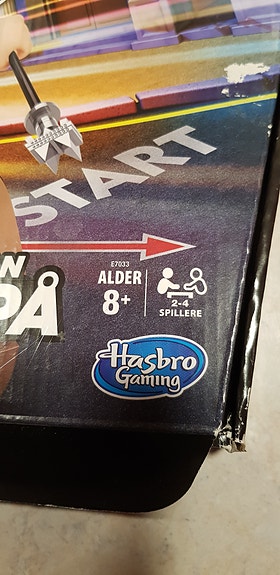 START
E7033
ALDER
8+
2-4
SPILLERE
N
PÅ
Hasbro
Gaming